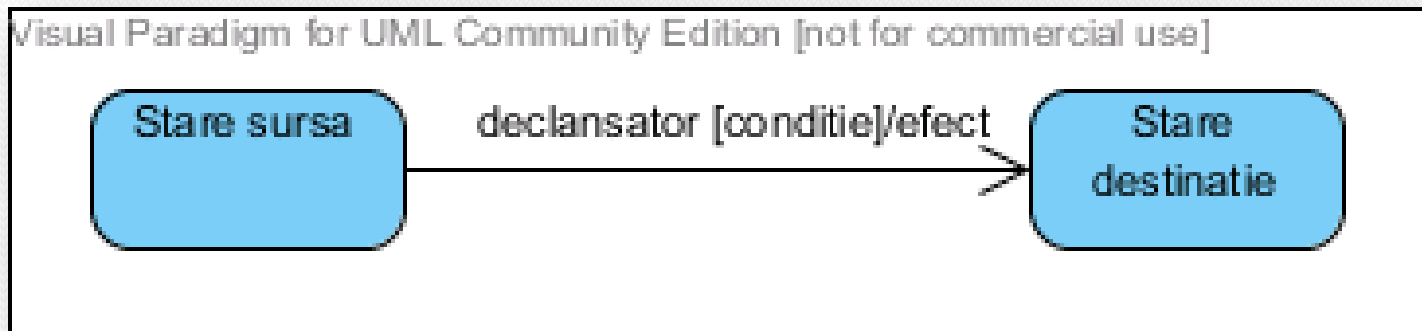 Visual Paradigm for UML Community Edition [not for commercial use]
Stare sursa
declansator [conditie]/efect
Stare
destinatie